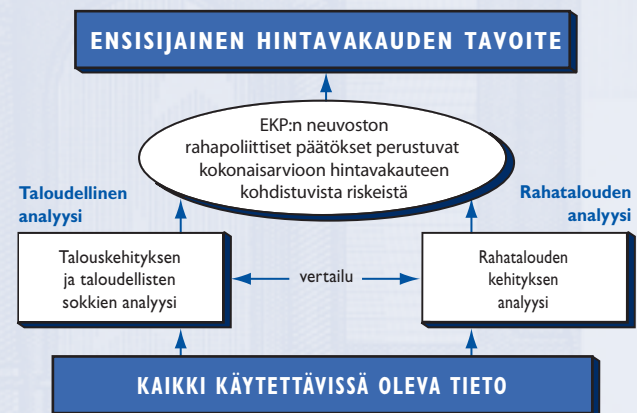 ENSISIJAINEN HINTAVAKAUDEN TAVOITE
EKP:n neuvoston
rahapoliittiset päätökset perustuvat
kokonaisarvioon hintavakauteen
kohdistuvista riskeistä
Taloudellinen
analyysi
Rahatalouden
analyysi
Talouskehityksen
ja taloudellisten
sokkien analyysi
vertailu
Rahatalouden
kehityksen
analyysi
KAIKKI KÄYTETTÄVISSÄ OLEVA TIETO